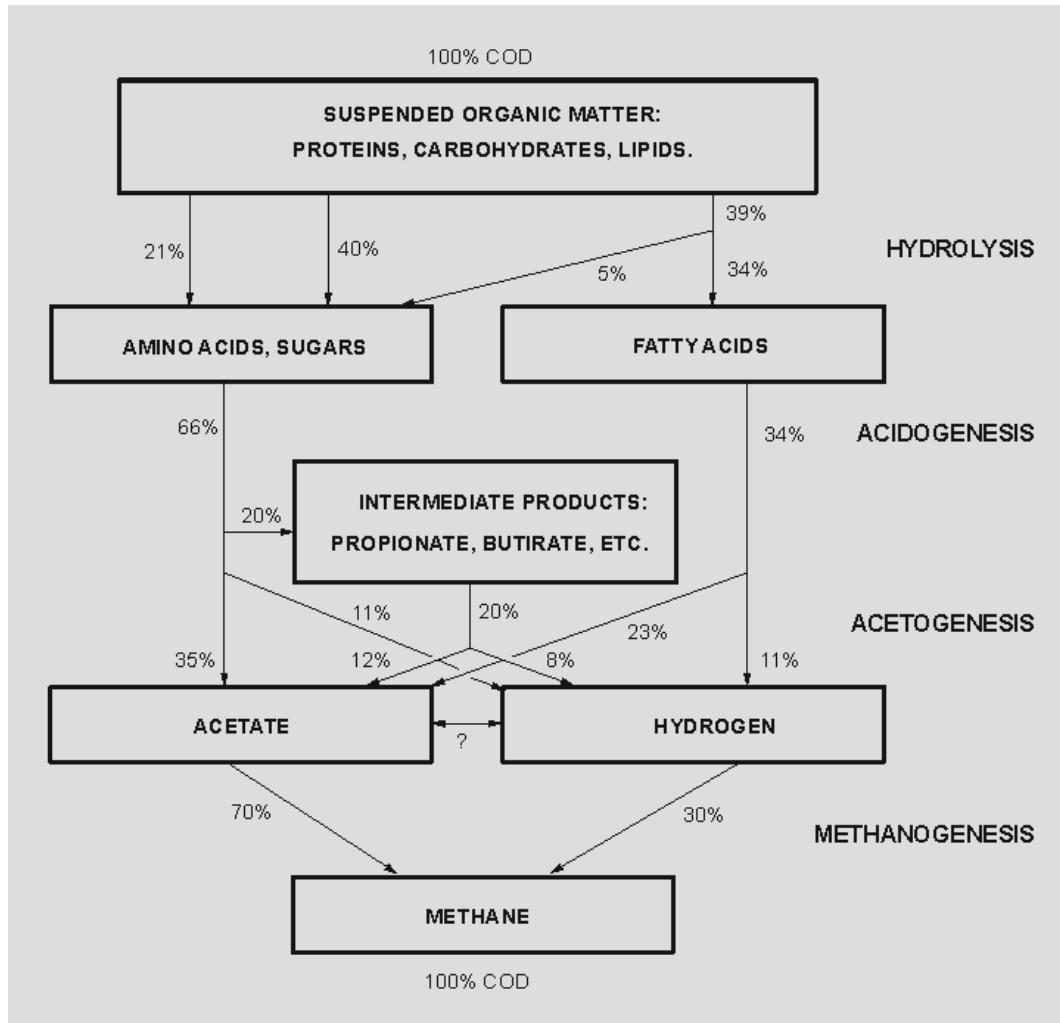 100% COD
SUSPENDED ORGANIC MATTER:
PROTEINS, CARBOHYDRATES, LIPIDS.
39%
21%
40%
HYDROLYSIS
5%
34%
AMINO ACIDS, SUGARS
FATTY ACIDS
66%
34%
ACIDOGENESIS
INTERMEDIATE PRODUCTS:
20%
PROPIONATE, BUTIRATE, ETC.
11%
20%
23%
ACETOGENESIS
35%
12%
8%
11%
ACETATE
HYDROGEN
?
70%
30%
METHANOGENESIS
METHANE
100% COD